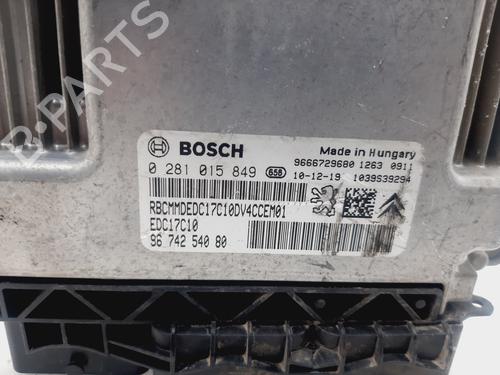 BOSCH
Made in Hungary
0 281 015 849 658
9666729680 1263 0911
10-12-19 1039S39294
RBCMMDEDC17C10DV4CCEM01
EDC17C10
96 742 540 80
B-PARTS